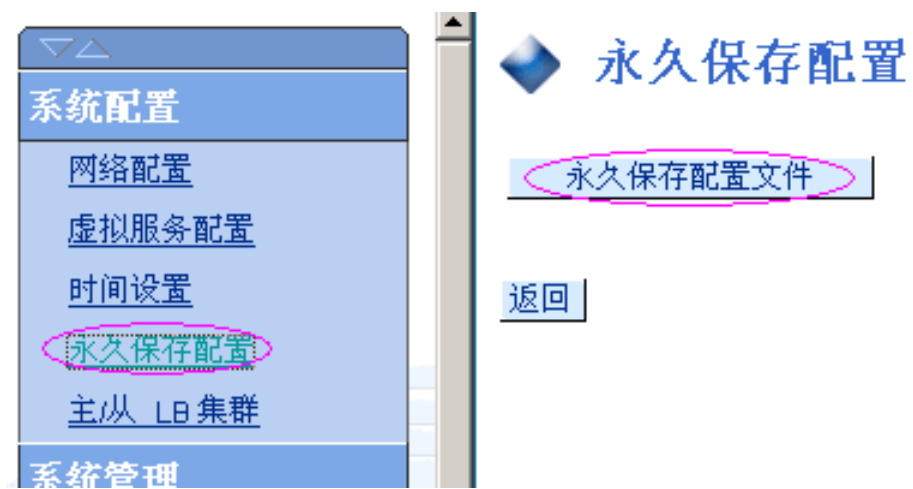 系统配置
网络配置
虚拟服务配置
时间设置
永久保存配置
主/从 LB 集群
系统管理
永久保存配置
永久保存配置文件
返回